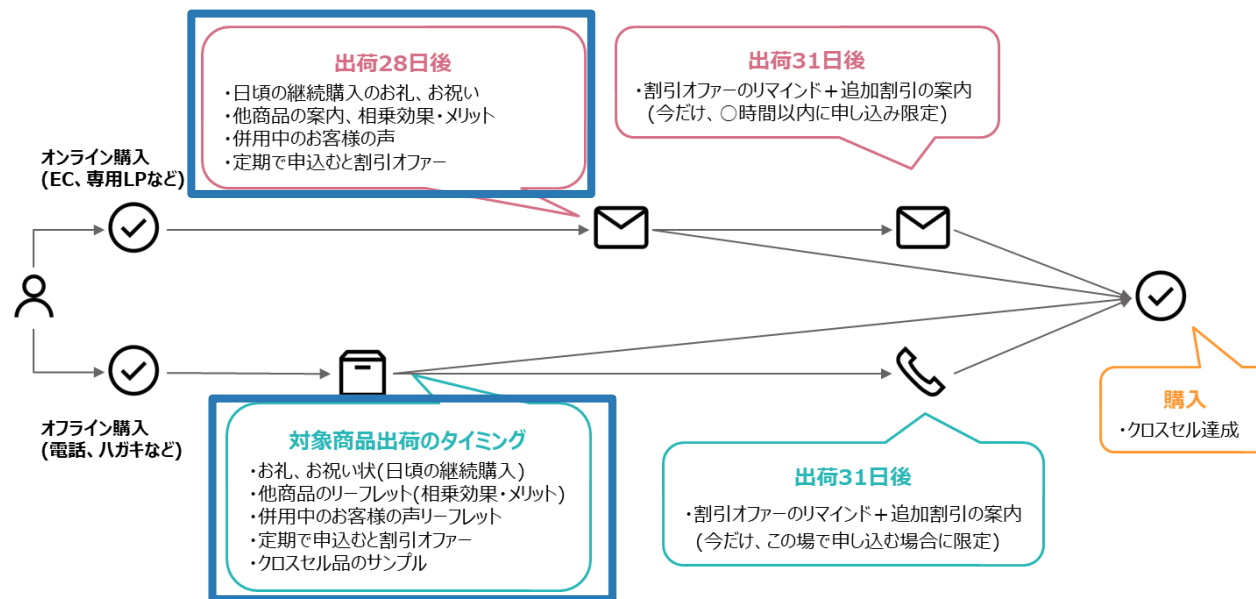 出荷28日後
・日頃の継続購入のお礼、お祝い
・他商品の案内、相乗効果・メリット
・併用中のお客様の声
・定期で申込むと割引オファー
出荷31日後
・割引オファーのリマインド+追加割引の案内
(今だけ、○時間以内に申し込み限定)
オンライン購入
(EC、専用LPなど)
オフライン購入
(電話、ハガキなど)
対象商品出荷のタイミング
・お礼、お祝い状(日頃の継続購入)
・他商品のリーフレット(相乗効果・メリット)
・併用中のお客様の声リーフレット
・定期で申込むと割引オファー
・クロスセル品のサンプル
出荷31日後
・割引オファーのリマインド+追加割引の案内
(今だけ、この場で申し込む場合に限定)
購入
・クロスセル達成